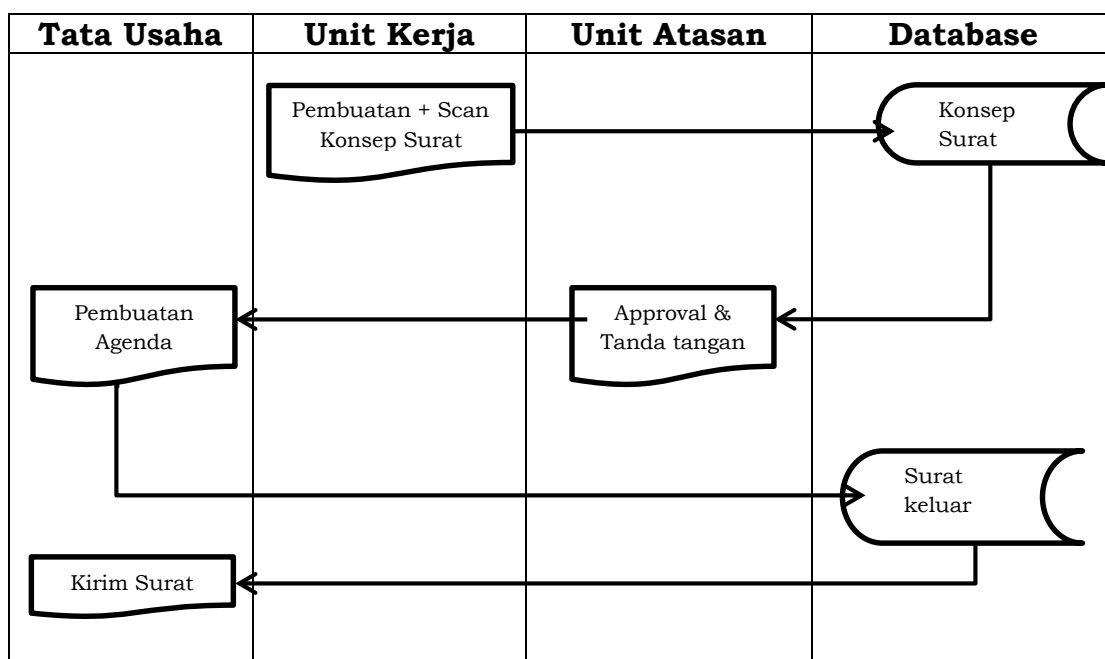 Tata Usaha
Unit Kerja
Unit Atasan
Database
Pembuatan + Scan
Konsep Surat
Konsep
Surat
Pembuatan
Agenda
Approval &
Tanda tangan
Surat
keluar
Kirim Surat